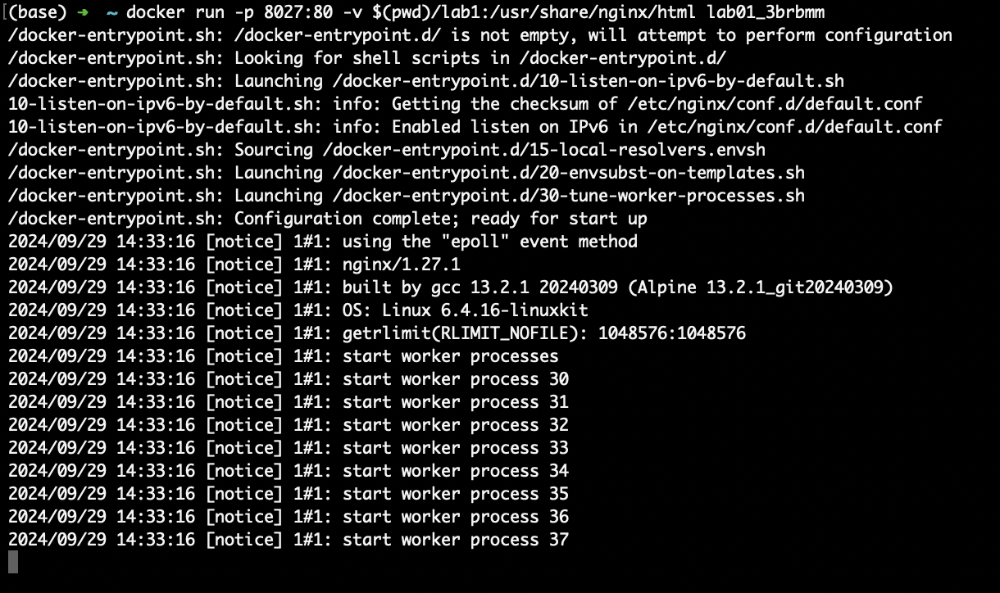 [(base) ➜  ~ docker run -p 8027:80 -v $(pwd)/lab1:/usr/share/nginx/html lab01_3brbmm
/docker-entrypoint.sh: /docker-entrypoint.d/ is not empty, will attempt to perform configuration
/docker-entrypoint.sh: Looking for shell scripts in /docker-entrypoint.d/
/docker-entrypoint.sh: Launching /docker-entrypoint.d/10-listen-on-ipv6-by-default.sh
10-listen-on-ipv6-by-default.sh: info: Getting the checksum of /etc/nginx/conf.d/default.conf
10-listen-on-ipv6-by-default.sh: info: Enabled listen on IPv6 in /etc/nginx/conf.d/default.conf
/docker-entrypoint.sh: Sourcing /docker-entrypoint.d/15-local-resolvers.envsh
/docker-entrypoint.sh: Launching /docker-entrypoint.d/20-envsubst-on-templates.sh
/docker-entrypoint.sh: Launching /docker-entrypoint.d/30-tune-worker-processes.sh
/docker-entrypoint.sh: Configuration complete; ready for start up
2024/09/29 14:33:16 [notice] 1#1: using the "epoll" event method
2024/09/29 14:33:16 [notice] 1#1: nginx/1.27.1
2024/09/29 14:33:16 [notice] 1#1: built by gcc 13.2.1 20240309 (Alpine 13.2.1_git20240309)
2024/09/29 14:33:16 [notice] 1#1: OS: Linux 6.4.16-linuxkit
2024/09/29 14:33:16 [notice] 1#1: getrlimit(RLIMIT_NOFILE): 1048576:1048576
2024/09/29 14:33:16 [notice] 1#1: start worker processes
2024/09/29 14:33:16 [notice] 1#1: start worker process 30
2024/09/29 14:33:16 [notice] 1#1: start worker process 31
2024/09/29 14:33:16 [notice] 1#1: start worker process 32
2024/09/29 14:33:16 [notice] 1#1: start worker process 33
2024/09/29 14:33:16 [notice] 1#1: start worker process 34
2024/09/29 14:33:16 [notice] 1#1: start worker process 35
2024/09/29 14:33:16 [notice] 1#1: start worker process 36
2024/09/29 14:33:16 [notice] 1#1: start worker process 37